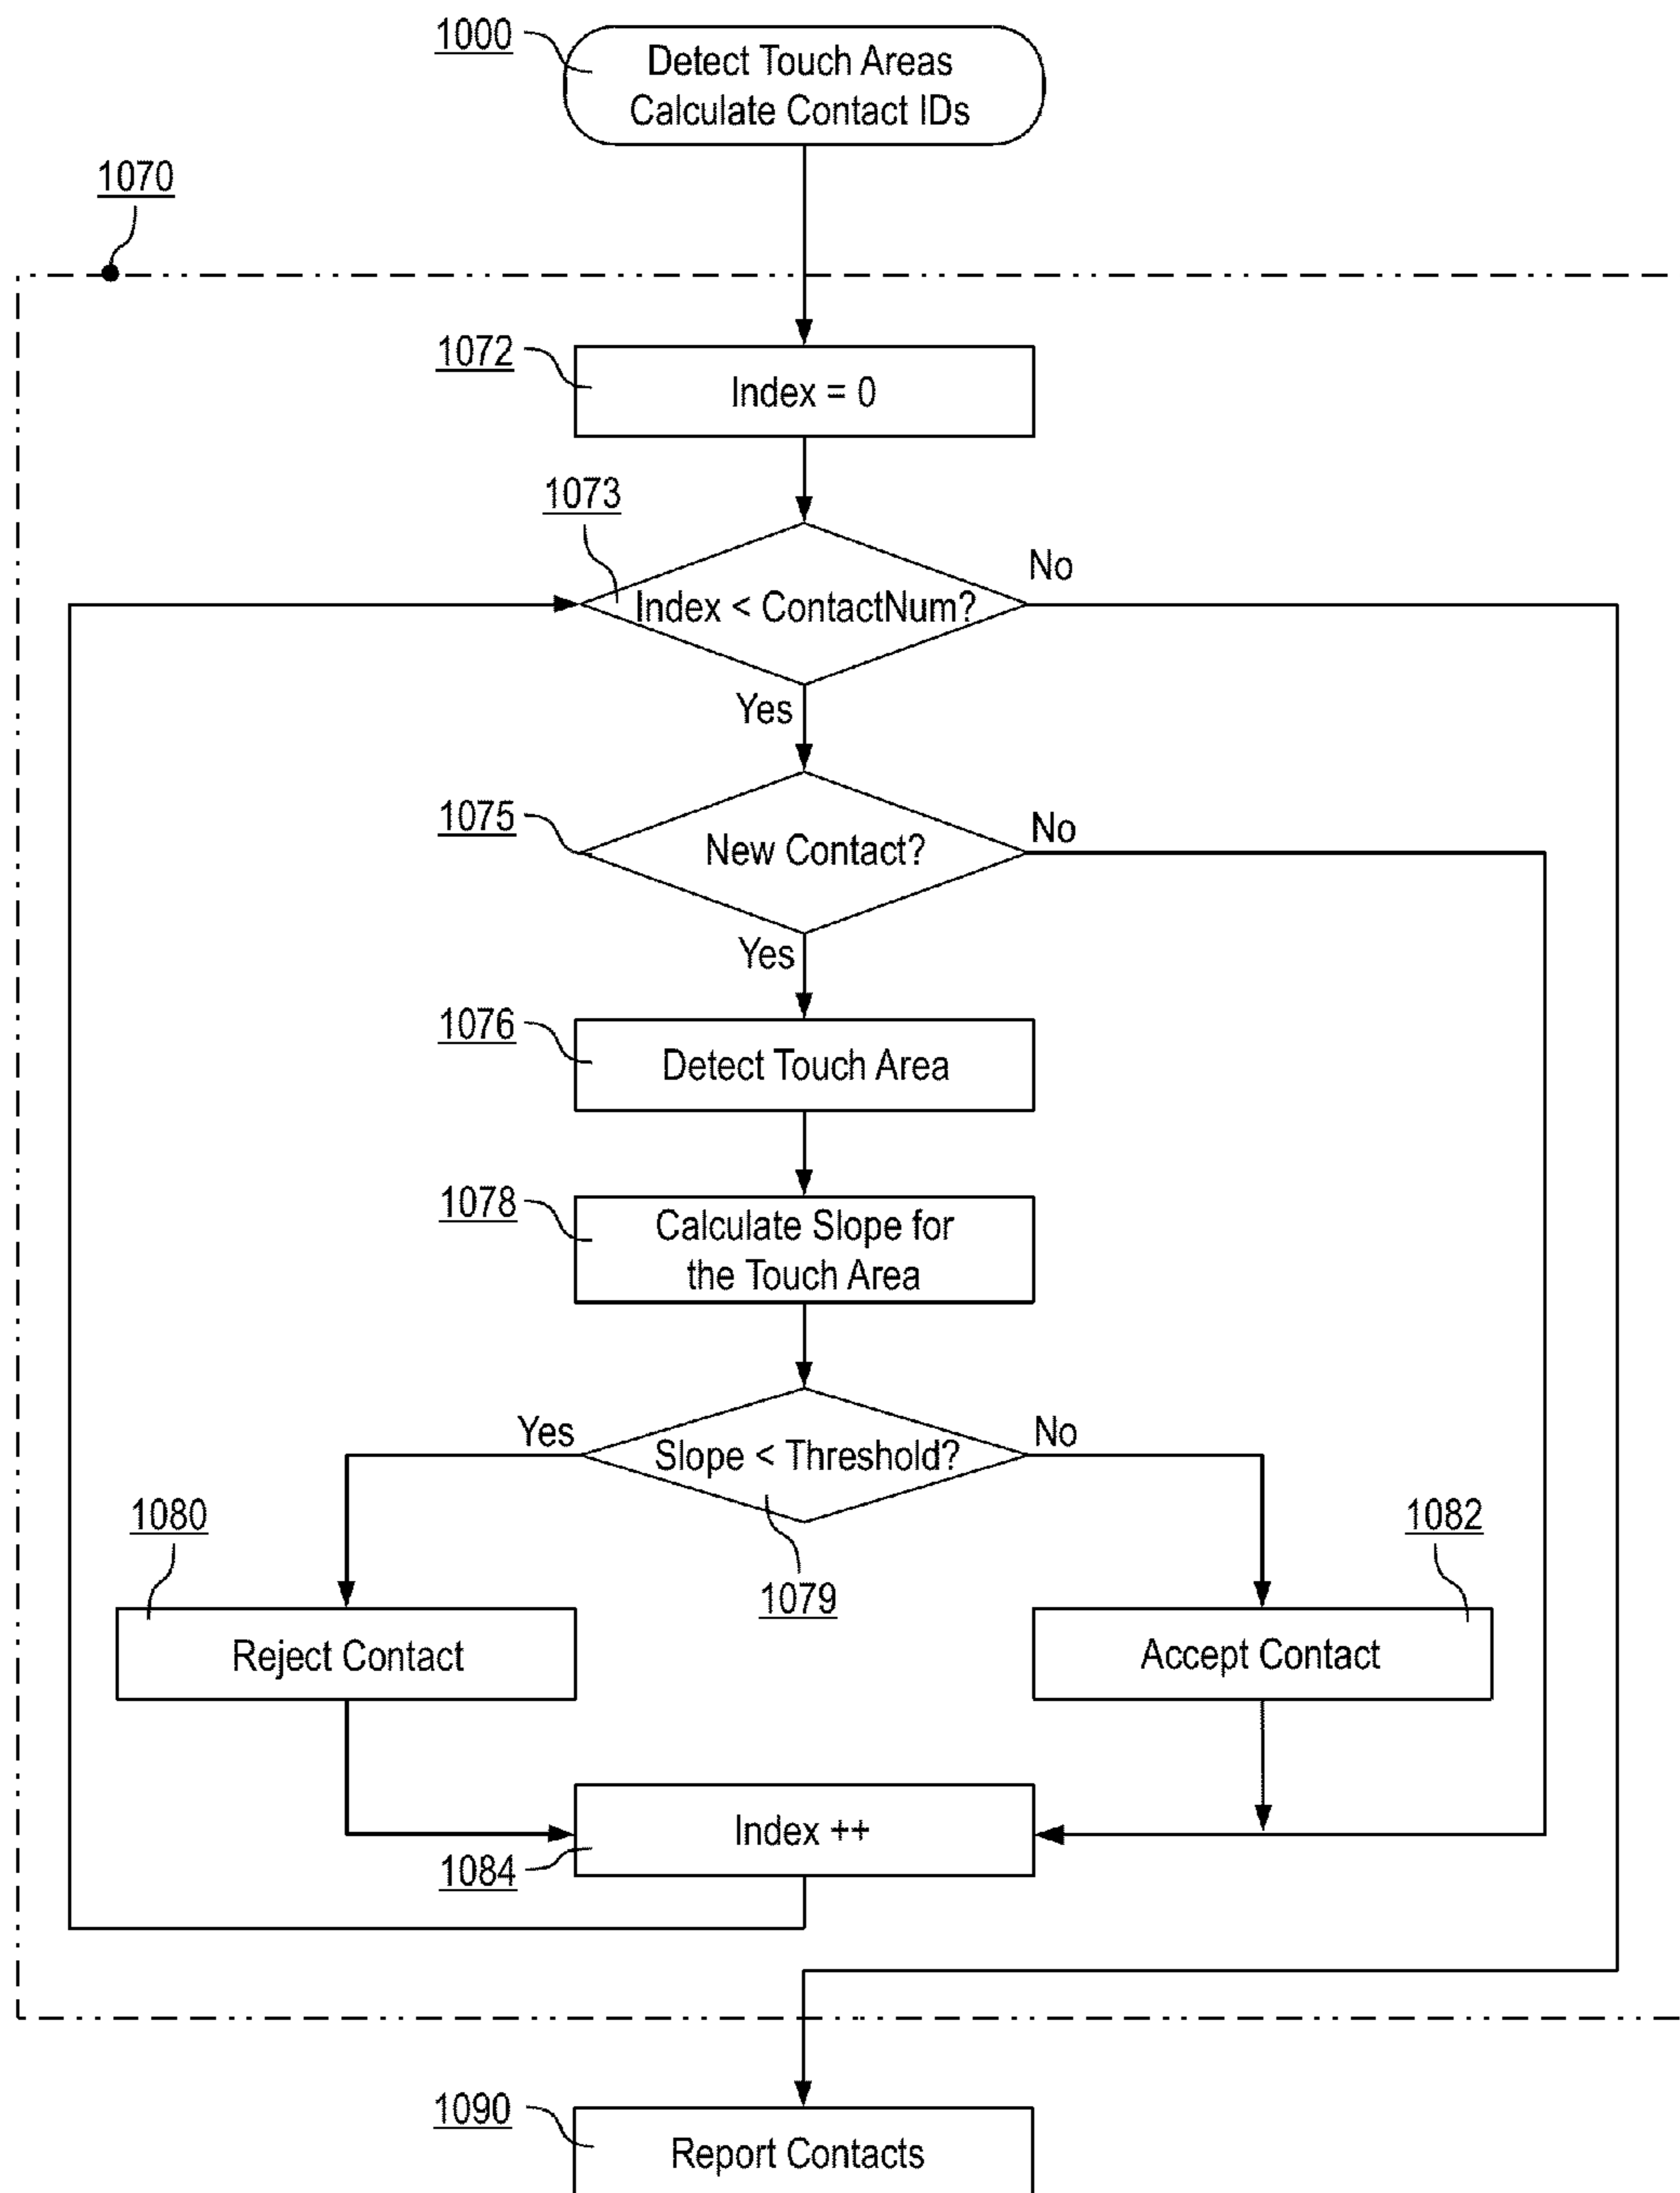 1000
Detect Touch Areas
Calculate Contact IDs
1070
1072
Index = 0
1073
No
Index < ContactNum?
Yes
1075
No
New Contact?
Yes
1076
Detect Touch Area
1078
Calculate Slope for
the Touch Area
Yes
No
Slope < Threshold?
1080
1082
1079
Reject Contact
Accept Contact
Index ++
1084
1090
Report Contacts